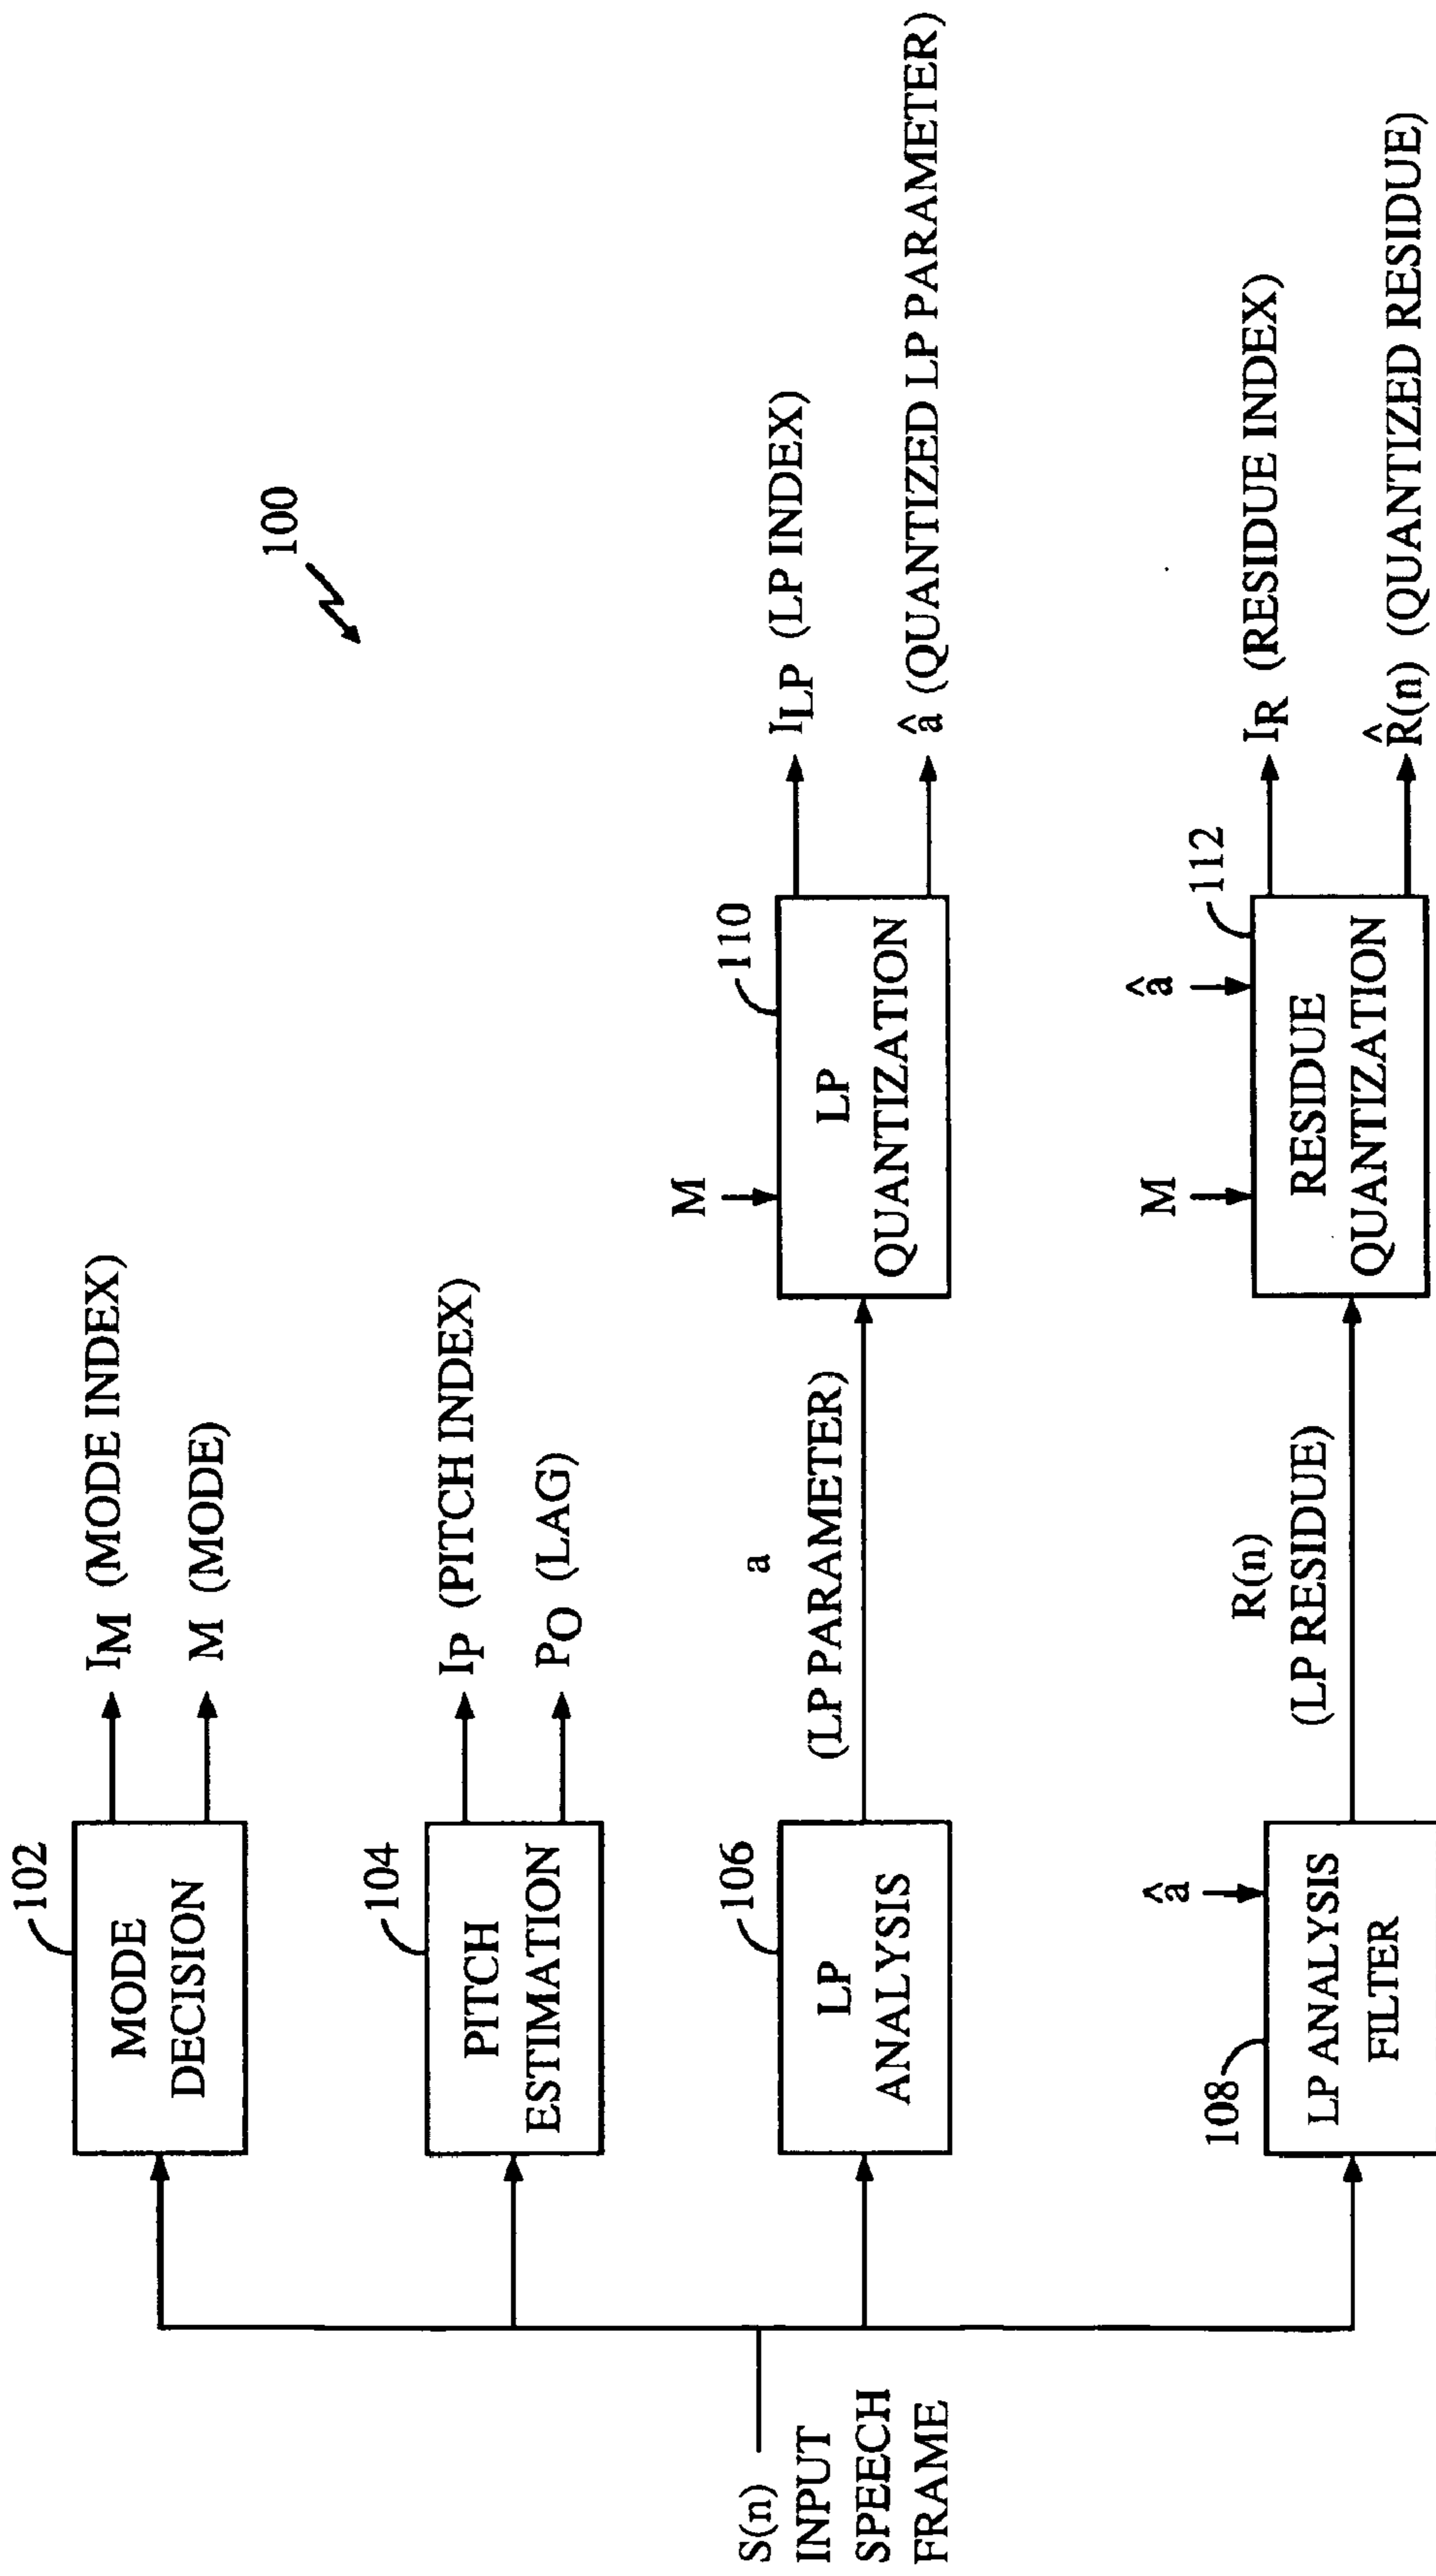 100
102
MODE
DECISION
I_M (MODE INDEX)
M (MODE)
104
PITCH
ESTIMATION
I_P (PITCH INDEX)
P_O (LAG)
S(n)
INPUT
SPEECH
FRAME
106
LP
ANALYSIS
a
(LP PARAMETER)
M
110
LP
QUANTIZATION
I_LP (LP INDEX)
â (QUANTIZED LP PARAMETER)
108
â
LP ANALYSIS
FILTER
R(n)
(LP RESIDUE)
M
â
112
RESIDUE
QUANTIZATION
I_R (RESIDUE INDEX)
R̂(n) (QUANTIZED RESIDUE)